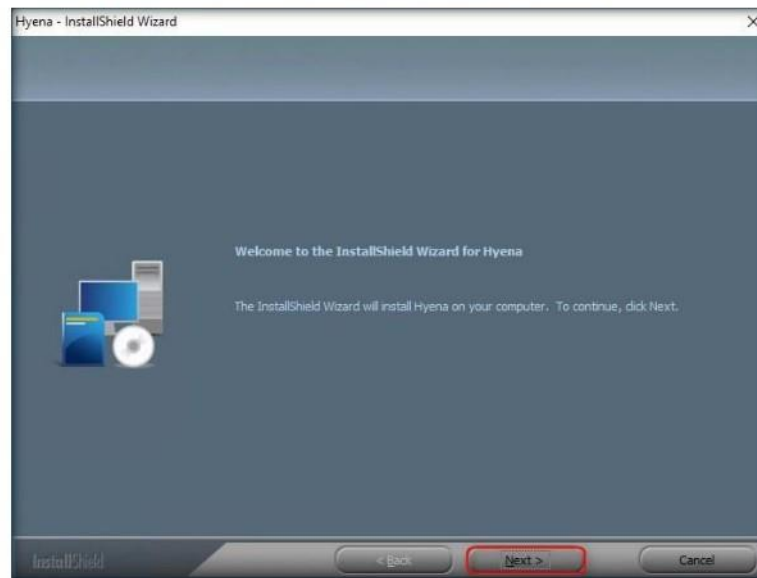 Hyena - InstallShield Wizard
Welcome to the InstallShield Wizard for Hyena
The InstallShield Wizard will install Hyena on your computer. To continue, click Next.
InstallShield
< Back
Next >
Cancel